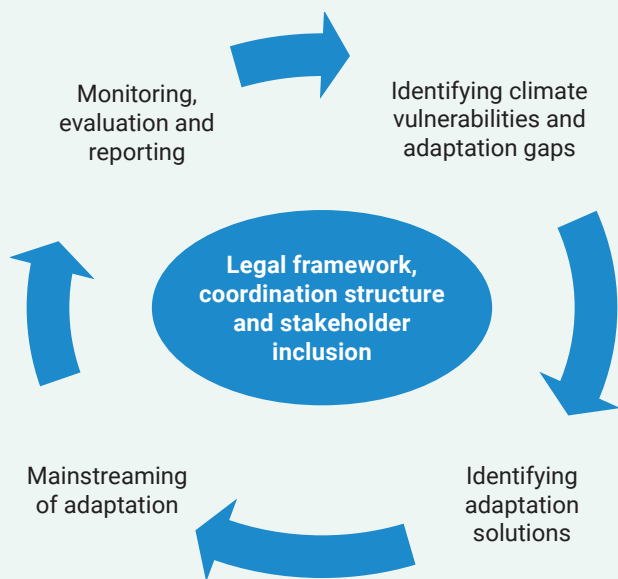 Monitoring,
evaluation and
reporting
Identifying climate
vulnerabilities and
adaptation gaps
Legal framework,
coordination structure
and stakeholder
inclusion
Mainstreaming
of adaptation
Identifying
adaptation
solutions